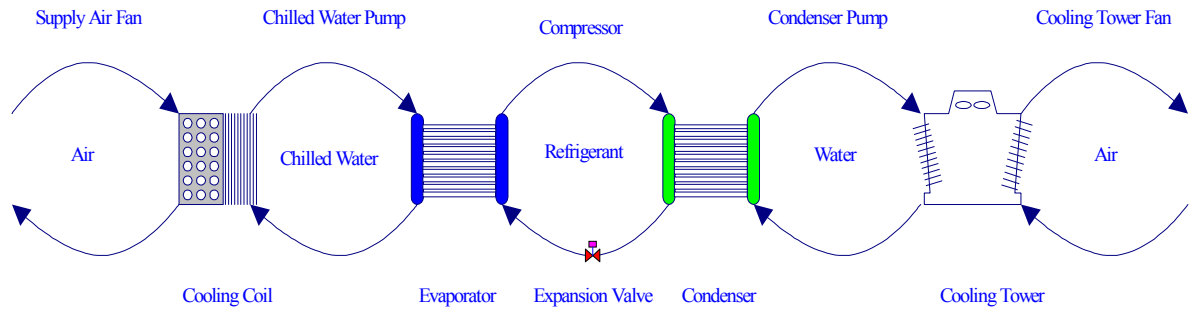 Supply Air Fan
Chilled Water Pump
Compressor
Condenser Pump
Cooling Tower Fan
Air
Chilled Water
Refrigerant
Water
Air
Cooling Coil
Evaporator
Expansion Valve
Condenser
Cooling Tower